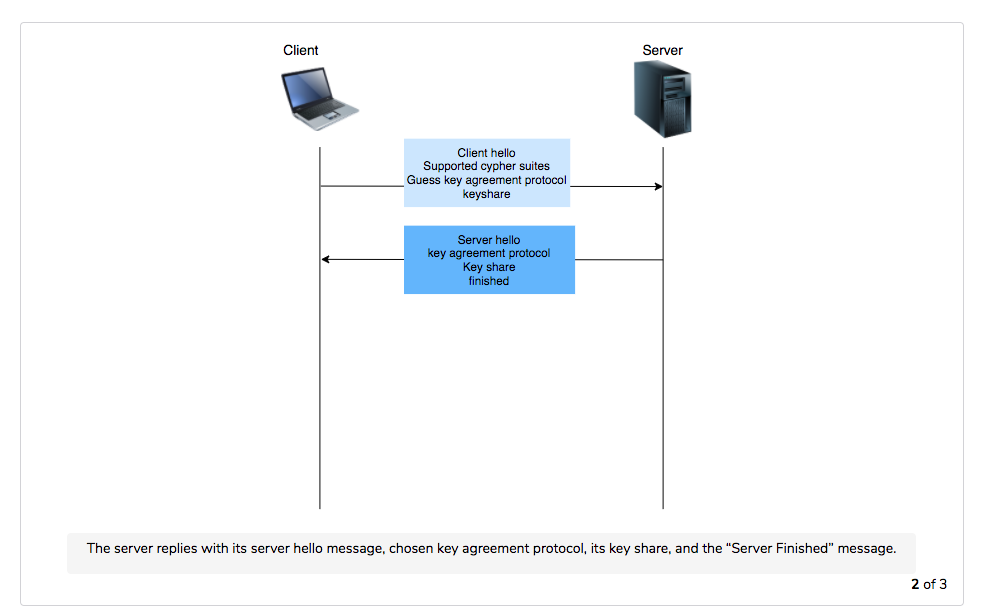 Client
Server
Client hello
Supported cypher suites
Guess key agreement protocol
keyshare
Server hello
key agreement protocol
Key share
finished
The server replies with its server hello message, chosen key agreement protocol, its key share, and the “Server Finished” message.
2 of 3